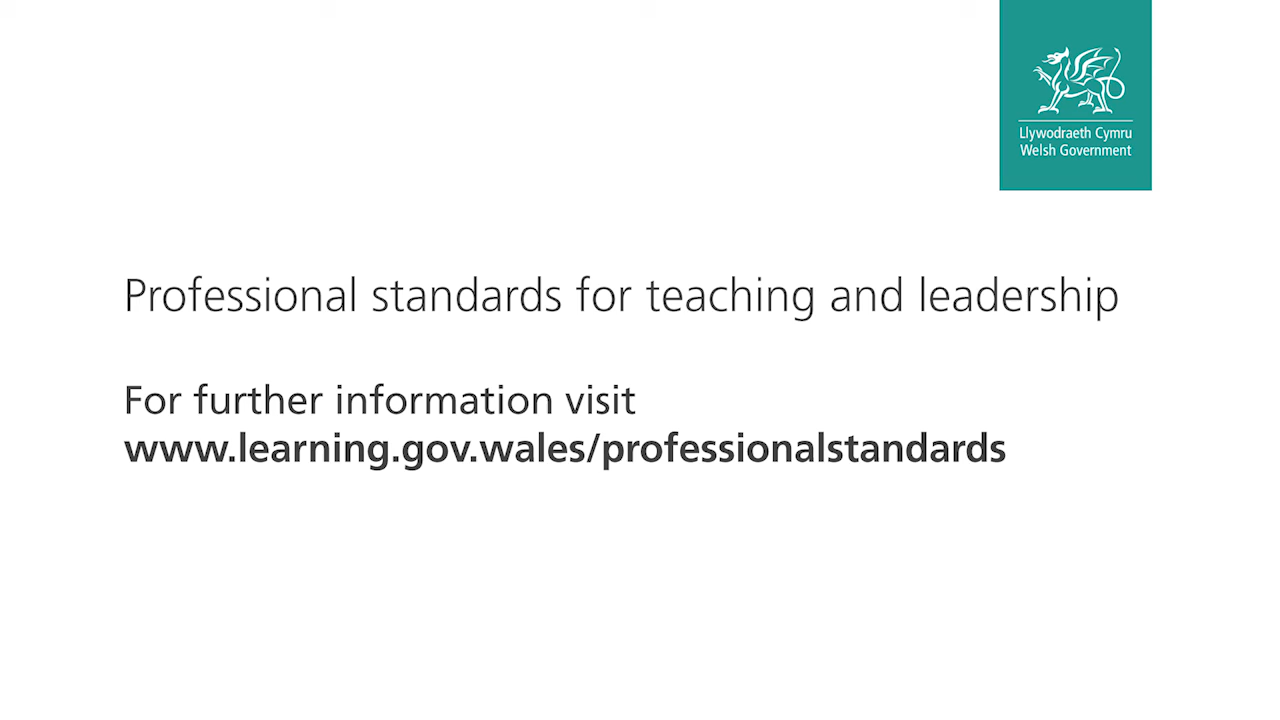 Llywodraeth Cymru
Welsh Government
Professional standards for teaching and leadership
For further information visit
www.learning.gov.wales/professionalstandards